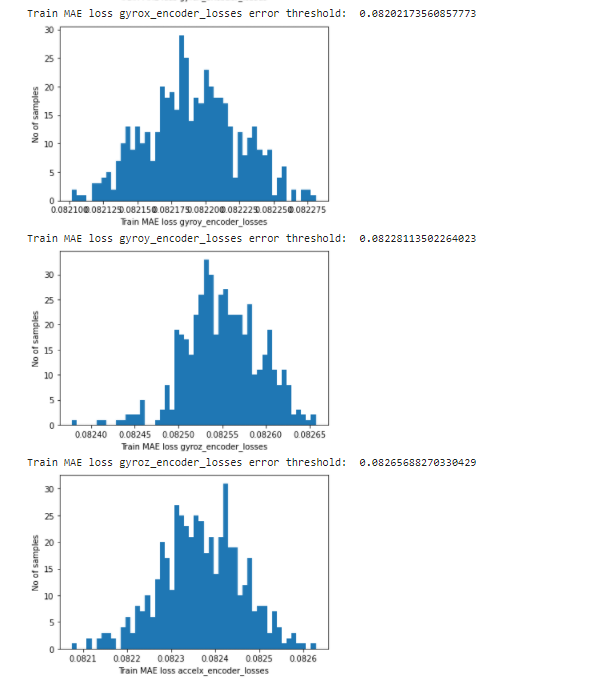 Train MAE loss gyrox_encoder_losses error threshold: 0.08202173560857773
30
25
20
15
10
5
0
No of samples
0.082100 0.082125 0.082150 0.082175 0.082200 0.082225 0.082250 0.082275
Train MAE loss gyroy_encoder_losses
Train MAE loss gyroy_encoder_losses error threshold: 0.08228113502264023
30
25
20
15
10
5
0
No of samples
0.08240 0.08245 0.08250 0.08255 0.08260 0.08265
Train MAE loss gyroz_encoder_losses
Train MAE loss gyroz_encoder_losses error threshold: 0.08265688270330429
30
25
20
15
10
5
0
No of samples
0.0821 0.0822 0.0823 0.0824 0.0825 0.0826
Train MAE loss accelx_encoder_losses